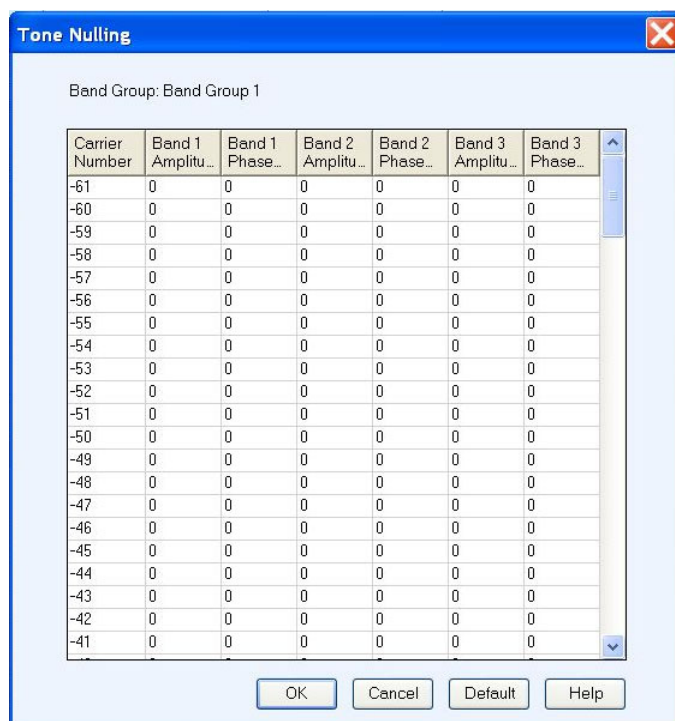 Tone Nulling
Band Group: Band Group 1
Carrier Number Band 1 Amplitu... Band 1 Phase... Band 2 Amplitu... Band 2 Phase... Band 3 Amplitu... Band 3 Phase...
-61 0 0 0 0 0 0
-60 0 0 0 0 0 0
-59 0 0 0 0 0 0
-58 0 0 0 0 0 0
-57 0 0 0 0 0 0
-56 0 0 0 0 0 0
-55 0 0 0 0 0 0
-54 0 0 0 0 0 0
-53 0 0 0 0 0 0
-52 0 0 0 0 0 0
-51 0 0 0 0 0 0
-50 0 0 0 0 0 0
-49 0 0 0 0 0 0
-48 0 0 0 0 0 0
-47 0 0 0 0 0 0
-46 0 0 0 0 0 0
-45 0 0 0 0 0 0
-44 0 0 0 0 0 0
-43 0 0 0 0 0 0
-42 0 0 0 0 0 0
-41 0 0 0 0 0 0
OK Cancel Default Help